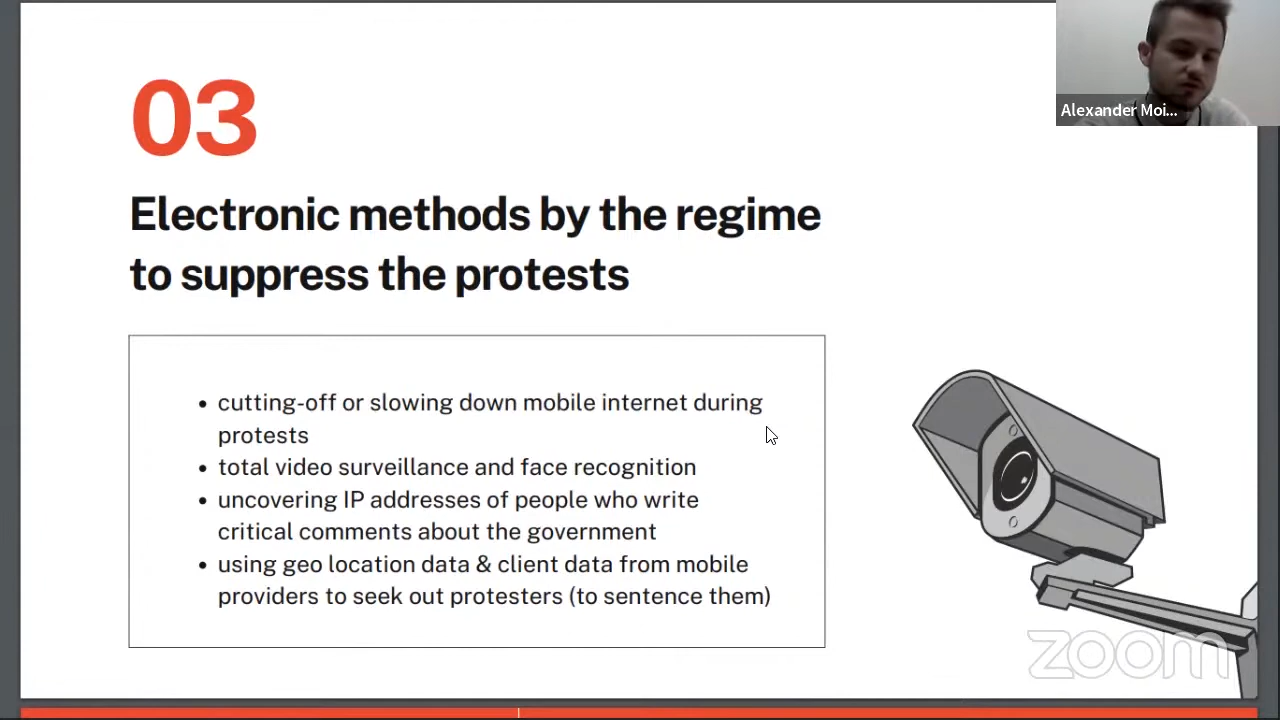 03
Electronic methods by the regime
to suppress the protests
• cutting-off or slowing down mobile internet during
protests
• total video surveillance and face recognition
• uncovering IP addresses of people who write
critical comments about the government
• using geo location data & client data from mobile
providers to seek out protesters (to sentence them)
Alexander Moi...
zoom